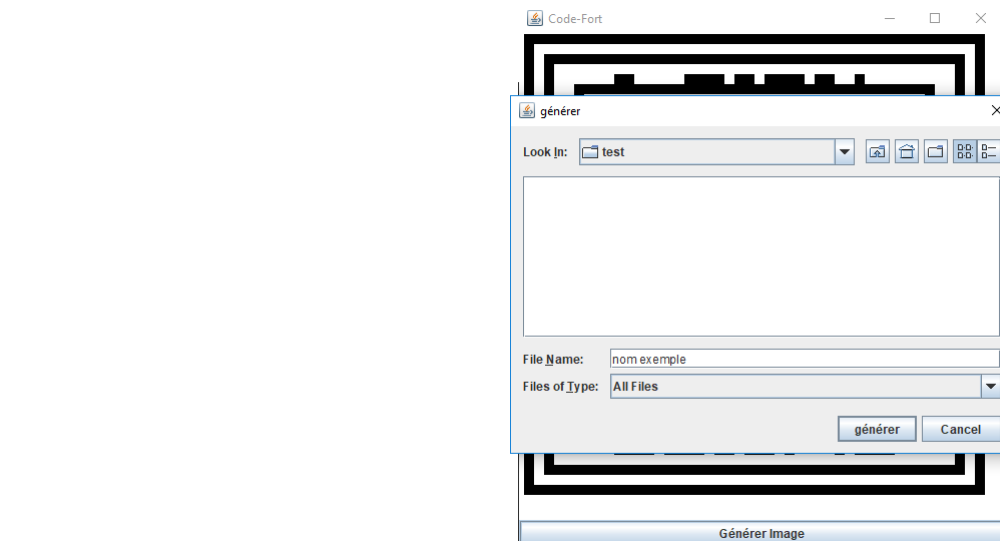 Code-Fort
générer
Look In: test
File Name: nom exemple
Files of Type: All Files
générer Cancel
Générer Image